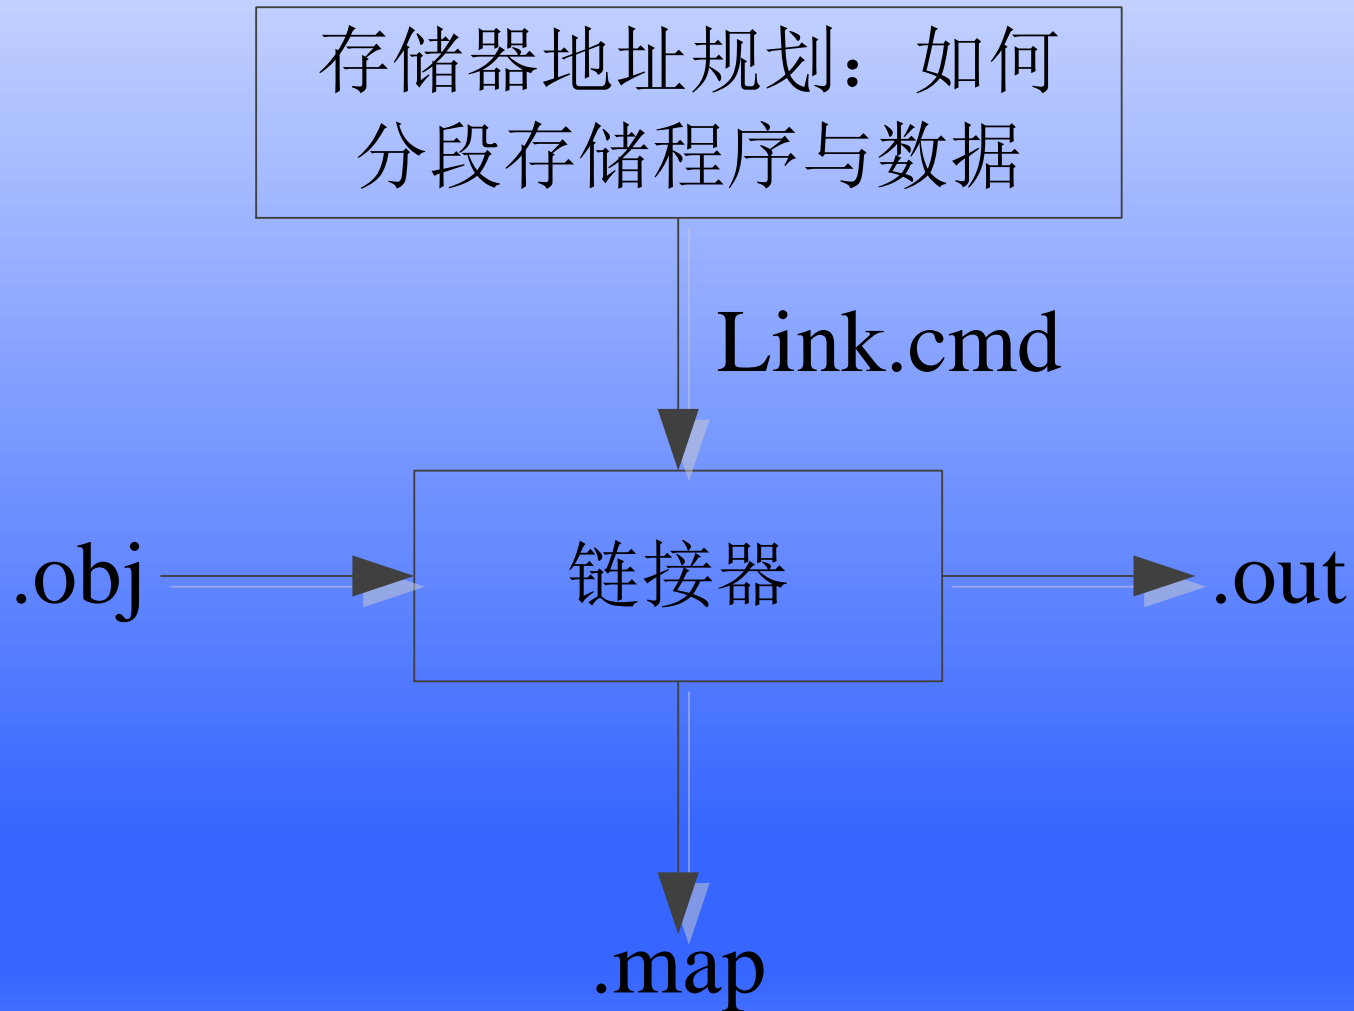 存储器地址规划：如何
分段存储程序与数据
Link.cmd
.obj
链接器
.out
.map